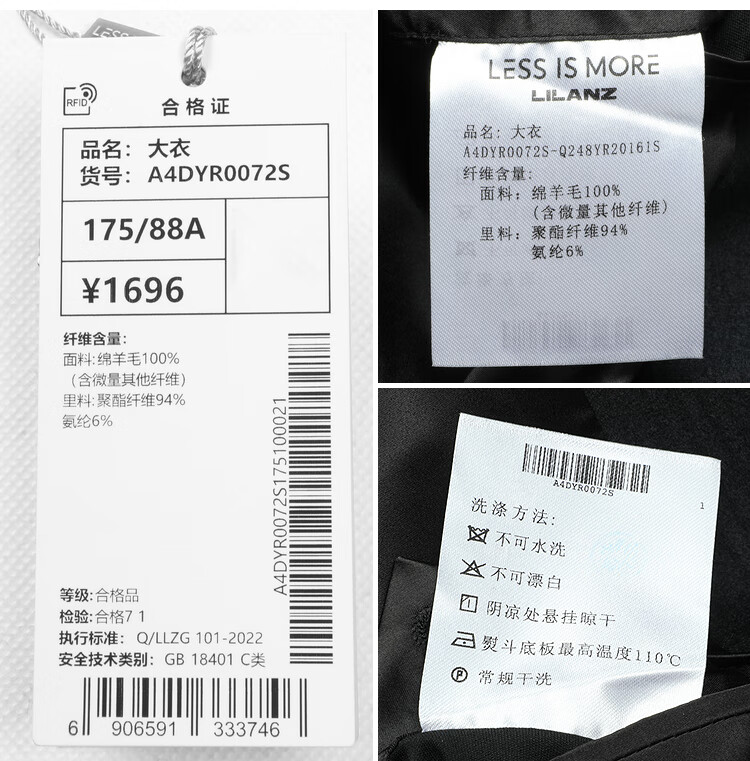 LESS
RFID
合格证
品名：大衣
货号：A4DYR0072S
175/88A
¥1696
纤维含量：
面料:绵羊毛100%
（含微量其他纤维）
里料:聚酯纤维94%
氨纶6%
A4DYR0072S175100021
等级:合格品
检验:合格7 1
执行标准： Q/LLZG 101-2022
安全技术类别： GB 18401 C类
6 906591 333746
LESS IS MORE
LILANZ
品名：大衣
A4DYR0072S-Q248YR20161S
纤维含量:
面料：绵羊毛100%
(含微量其他纤维)
里料：聚酯纤维94%
氨纶6%
A4DYR0072S
1
洗涤方法:
不可水洗
不可漂白
阴凉处悬挂晾干
熨斗底板最高温度110℃
P 常规干洗